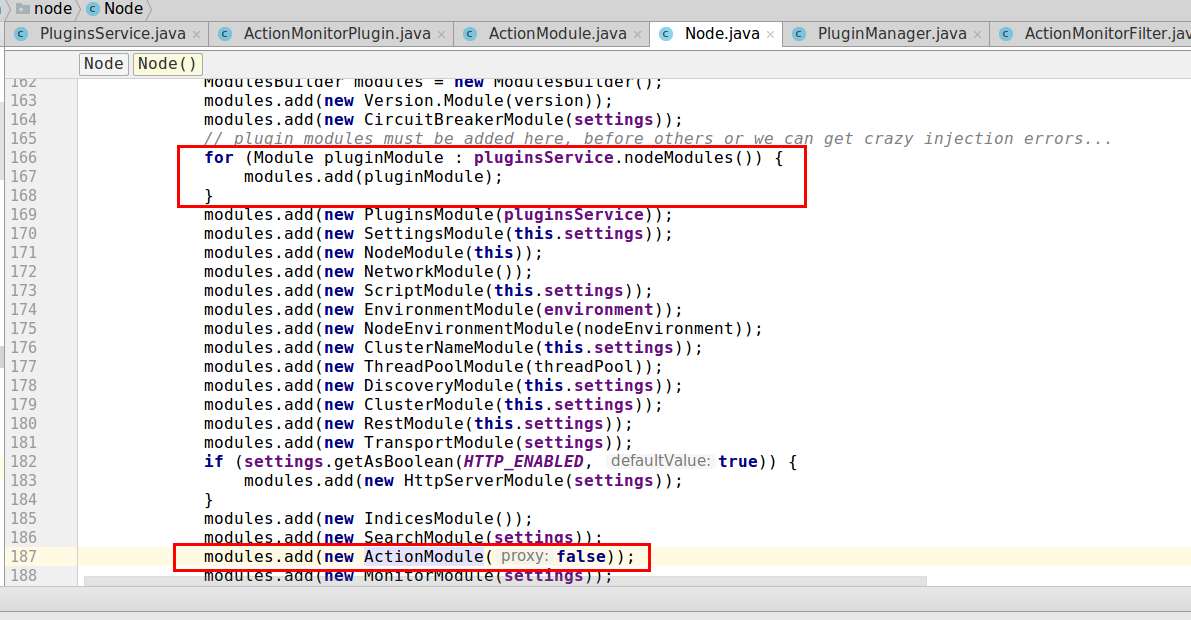 node Node
PluginsService.java ActionMonitorPlugin.java ActionModule.java Node.java PluginManager.java ActionMonitorFilter.jav
Node Node()
162 ModulesBuilder modules = new ModulesBuilder();
163 modules.add(new Version.Module(version));
164 modules.add(new CircuitBreakerModule(settings));
165 // plugin modules must be added here, before others or we can get crazy injection errors...
166 for (Module pluginModule : pluginsService.nodeModules()) {
167 modules.add(pluginModule);
168 }
169 modules.add(new PluginsModule(pluginsService));
170 modules.add(new SettingsModule(this.settings));
171 modules.add(new NodeModule(this));
172 modules.add(new NetworkModule());
173 modules.add(new ScriptModule(this.settings));
174 modules.add(new EnvironmentModule(environment));
175 modules.add(new NodeEnvironmentModule(nodeEnvironment));
176 modules.add(new ClusterNameModule(this.settings));
177 modules.add(new ThreadPoolModule(threadPool));
178 modules.add(new DiscoveryModule(this.settings));
179 modules.add(new ClusterModule(this.settings));
180 modules.add(new RestModule(this.settings));
181 modules.add(new TransportModule(settings));
182 if (settings.getAsBoolean(HTTP_ENABLED, defaultValue: true)) {
183 modules.add(new HttpServerModule(settings));
184 }
185 modules.add(new IndicesModule());
186 modules.add(new SearchModule(settings));
187 modules.add(new ActionModule( proxy: false));
188 modules.add(new MonitorModule(settings));